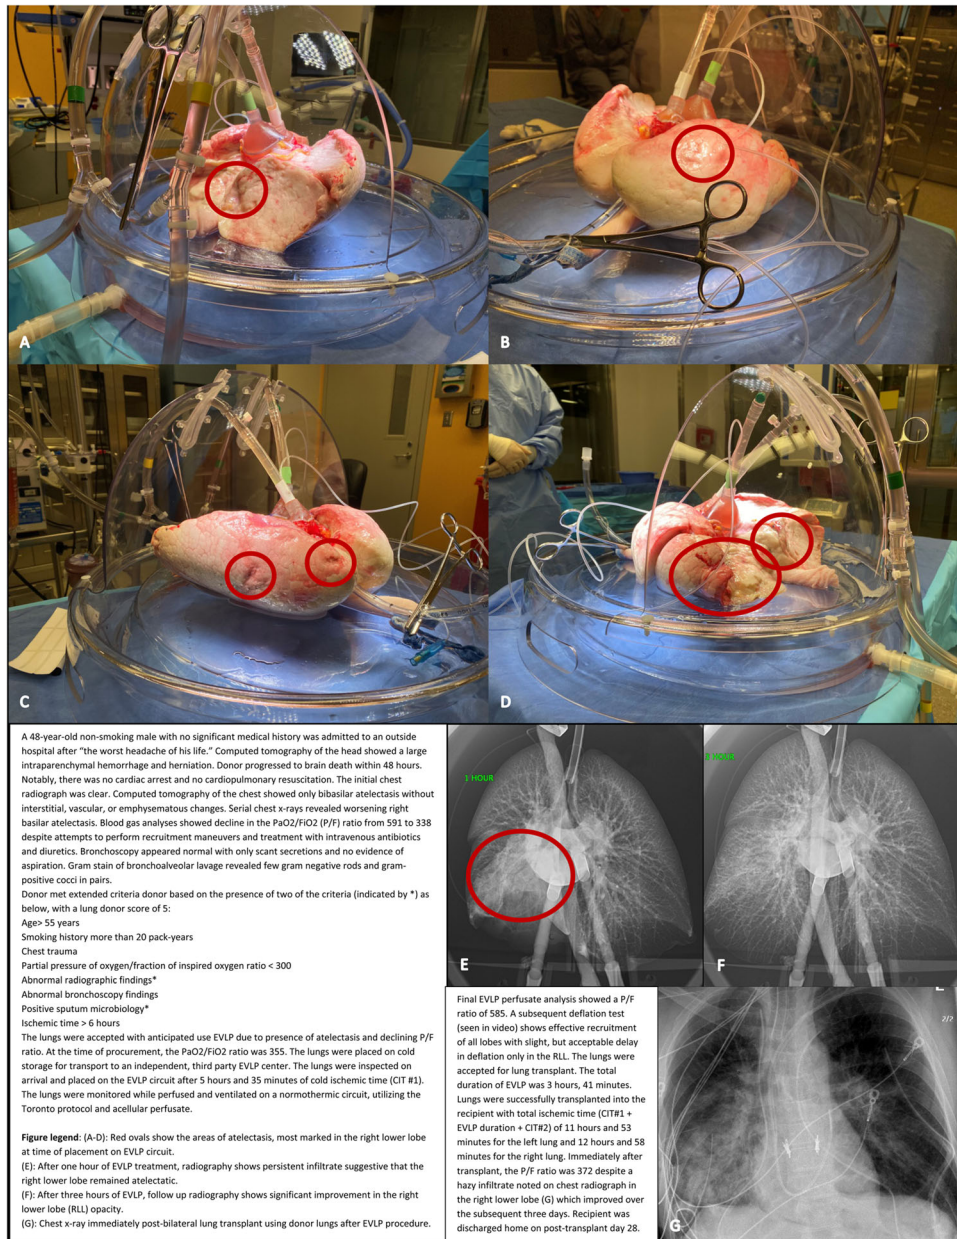 A
B
C
D
A 48-year-old non-smoking male with no significant medical history was admitted to an outside
hospital after “the worst headache of his life.” Computed tomography of the head showed a large
intraparenchymal hemorrhage and herniation. Donor progressed to brain death within 48 hours.
Notably, there was no cardiac arrest and no cardiopulmonary resuscitation. The initial chest
radiograph was clear. Computed tomography of the chest showed only bibasilar atelectasis without
interstitial, vascular, or emphysematous changes. Serial chest x-rays revealed worsening right
basilar atelectasis. Blood gas analyses showed decline in the PaO2/FiO2 (P/F) ratio from 591 to 338
despite attempts to perform recruitment maneuvers and treatment with intravenous antibiotics
and diuretics. Bronchoscopy appeared normal with only scant secretions and no evidence of
aspiration. Gram stain of bronchoalveolar lavage revealed few gram negative rods and gram-
positive cocci in pairs.
Donor met extended criteria donor based on the presence of two of the criteria (indicated by *) as
below, with a lung donor score of 5:
Age> 55 years
Smoking history more than 20 pack-years
Chest trauma
Partial pressure of oxygen/fraction of inspired oxygen ratio < 300
Abnormal radiographic findings*
Abnormal bronchoscopy findings
Positive sputum microbiology*
Ischemic time > 6 hours
The lungs were accepted with anticipated use EVLP due to presence of atelectasis and declining P/F
ratio. At the time of procurement, the PaO2/FiO2 ratio was 355. The lungs were placed on cold
storage for transport to an independent, third party EVLP center. The lungs were inspected on
arrival and placed on the EVLP circuit after 5 hours and 35 minutes of cold ischemic time (CIT #1).
The lungs were monitored while perfused and ventilated on a normothermic circuit, utilizing the
Toronto protocol and acellular perfusate.
Figure legend: (A-D): Red ovals show the areas of atelectasis, most marked in the right lower lobe
at time of placement on EVLP circuit.
(E): After one hour of EVLP treatment, radiography shows persistent infiltrate suggestive that the
right lower lobe remained atelectatic.
(F): After three hours of EVLP, follow up radiography shows significant improvement in the right
lower lobe (RLL) opacity.
(G): Chest x-ray immediately post-bilateral lung transplant using donor lungs after EVLP procedure.
1 HOUR
E
HOUR
F
Final EVLP perfusate analysis showed a P/F
ratio of 585. A subsequent deflation test
(seen in video) shows effective recruitment
of all lobes with slight, but acceptable delay
in deflation only in the RLL. The lungs were
accepted for lung transplant. The total
duration of EVLP was 3 hours, 41 minutes.
Lungs were successfully transplanted into the
recipient with total ischemic time (CIT#1 +
EVLP duration + CIT#2) of 11 hours and 53
minutes for the left lung and 12 hours and 58
minutes for the right lung. Immediately after
transplant, the P/F ratio was 372 despite a
hazy infiltrate noted on chest radiograph in
the right lower lobe (G) which improved over
the subsequent three days. Recipient was
discharged home on post-transplant day 28.
2/2
G